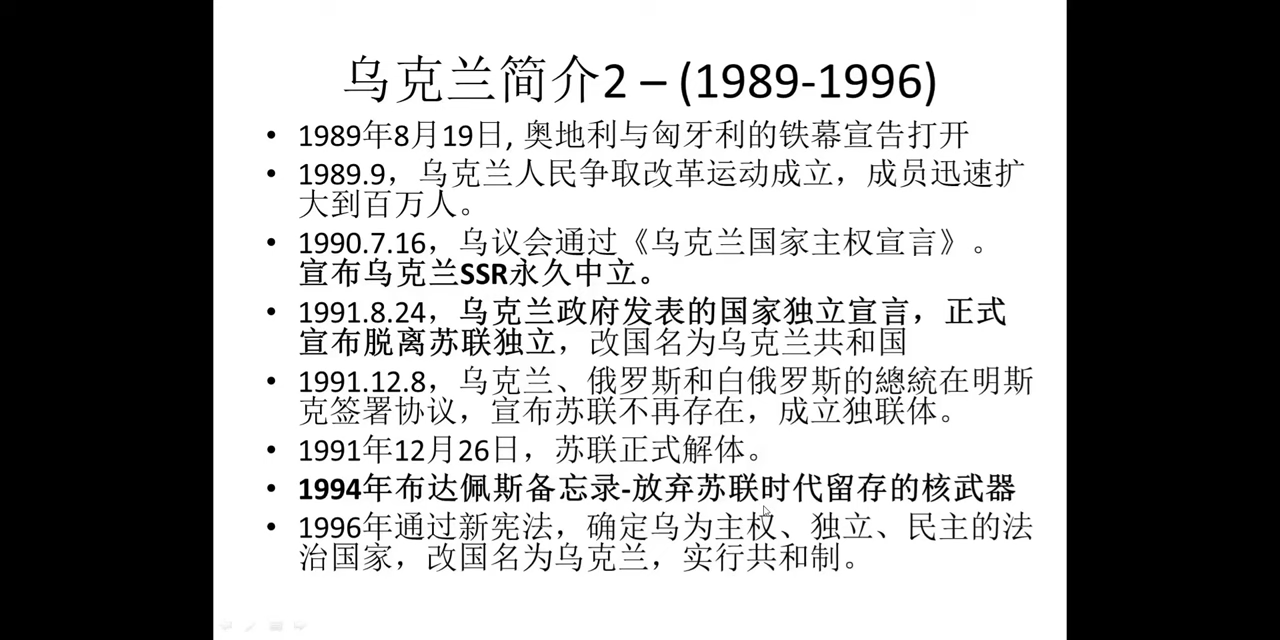 乌克兰简介2 – (1989-1996)
• 1989年8月19日, 奥地利与匈牙利的铁幕宣告打开
• 1989.9，乌克兰人民争取改革运动成立，成员迅速扩
大到百万人。
• 1990.7.16，乌议会通过《乌克兰国家主权宣言》。
宣布乌克兰SSR永久中立。
• 1991.8.24，乌克兰政府发表的国家独立宣言，正式
宣布脱离苏联独立，改国名为乌克兰共和国
• 1991.12.8，乌克兰、俄罗斯和白俄罗斯的總統在明斯
克签署协议，宣布苏联不再存在，成立独联体。
• 1991年12月26日，苏联正式解体。
• 1994年布达佩斯备忘录-放弃苏联时代留存的核武器
• 1996年通过新宪法，确定乌为主权、独立、民主的法
治国家，改国名为乌克兰，实行共和制。